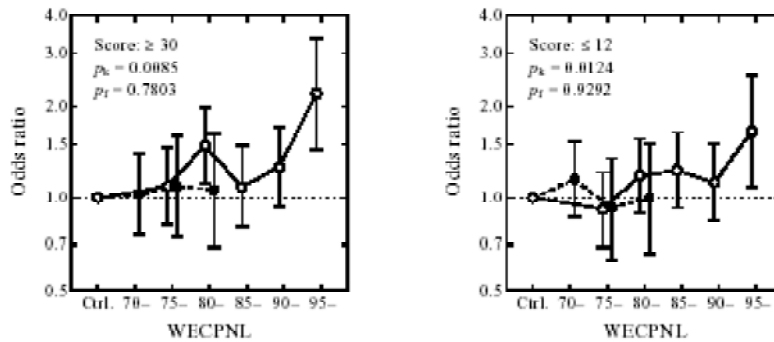 4.0
3.0
2.0
1.5
1.0
0.7
0.5
Odds ratio
Score: ≥ 30
pk = 0.0085
pf = 0.7803
Ctrl. 70– 75– 80– 85– 90– 95–
WECPNL
4.0
3.0
2.0
1.5
1.0
0.7
0.5
Odds ratio
Score: ≤ 12
pk = 0.0124
pf = 0.9292
Ctrl. 70– 75– 80– 85– 90– 95–
WECPNL